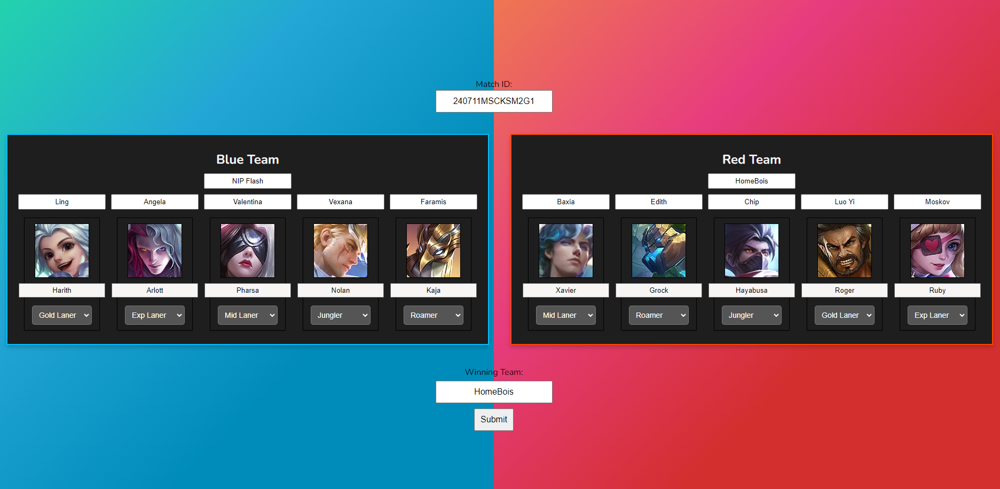 Match ID:
240711MSCKSM2G1
Blue Team
NIP Flash
Ling Angela Valentina Vexana Faramis
Harith Arlott Pharsa Nolan Kaja
Gold Laner Exp Laner Mid Laner Jungler Roamer
Red Team
HomeBois
Baxia Edith Chip Luo Yi Moskov
Xavier Grock Hayabusa Roger Ruby
Mid Laner Roamer Jungler Gold Laner Exp Laner
Winning Team:
HomeBois
Submit